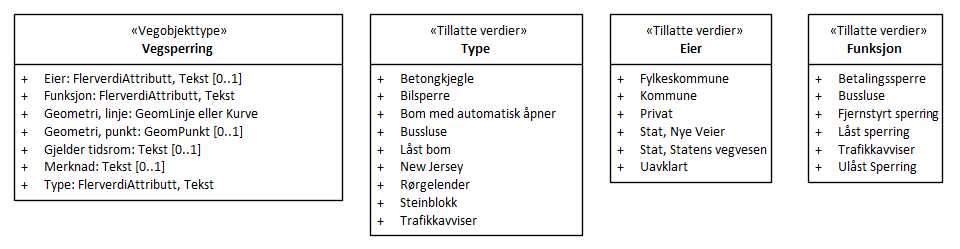 «Vegobjekttype»
Vegsperring
+ Eier: FlerverdiAttributt, Tekst [0..1]
+ Funksjon: FlerverdiAttributt, Tekst
+ Geometri, linje: GeomLinje eller Kurve
+ Geometri, punkt: GeomPunkt [0..1]
+ Gjelder tidsrom: Tekst [0..1]
+ Merknad: Tekst [0..1]
+ Type: FlerverdiAttributt, Tekst
«Tillatte verdier»
Type
+ Betongkjegle
+ Bilsperre
+ Bom med automatisk åpner
+ Bussluse
+ Låst bom
+ New Jersey
+ Rørgelender
+ Steinblokk
+ Trafikkavviser
«Tillatte verdier»
Eier
+ Fylkeskommune
+ Kommune
+ Privat
+ Stat, Nye Veier
+ Stat, Statens vegvesen
+ Uavklart
«Tillatte verdier»
Funksjon
+ Betalingssperre
+ Bussluse
+ Fjernstyrt sperring
+ Låst sperring
+ Trafikkavviser
+ Ulåst Sperring